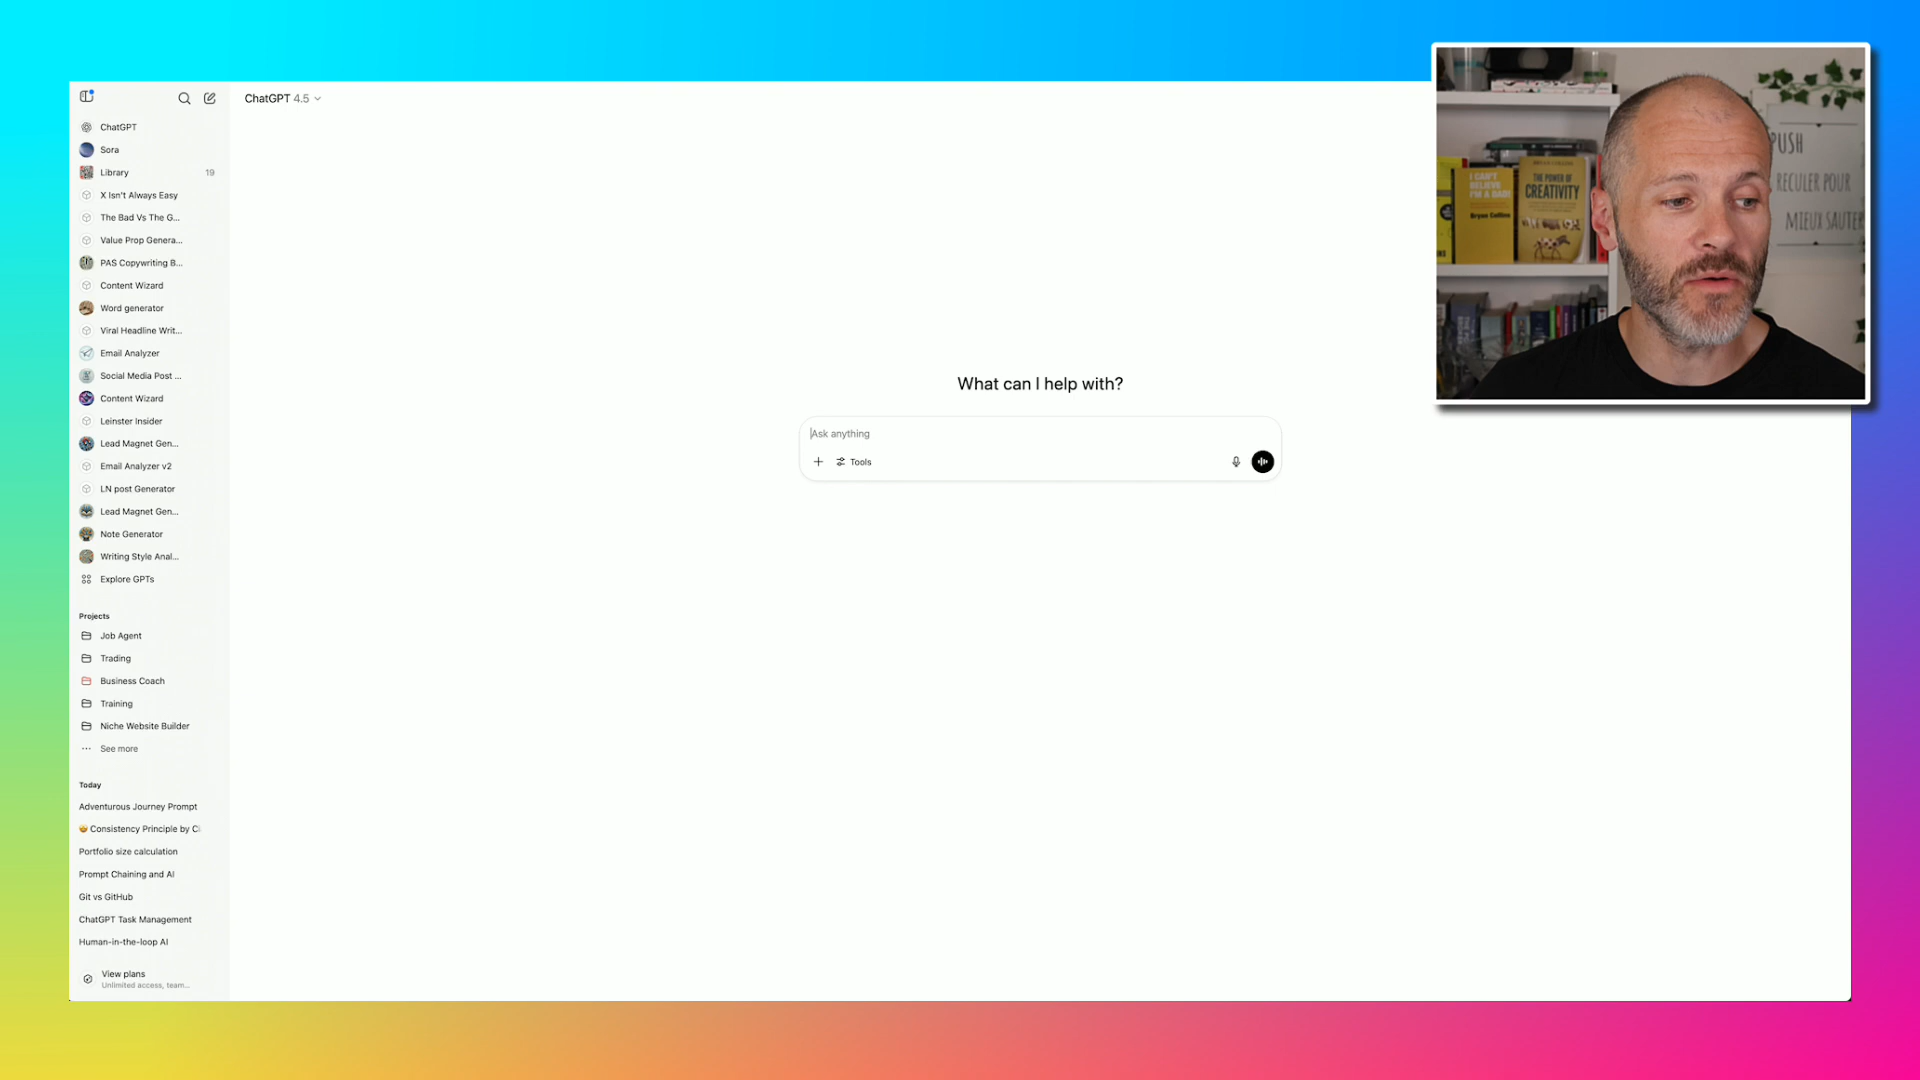 ChatGPT 4.5
ChatGPT
Sora
Library 19
X Isn't Always Easy
The Bad Vs The G...
Value Prop Genera...
PAS Copywriting B...
Content Wizard
Word generator
Viral Headline Writ...
Email Analyzer
Social Media Post ...
Content Wizard
Leinster Insider
Lead Magnet Gen...
Email Analyzer v2
LN post Generator
Lead Magnet Gen...
Note Generator
Writing Style Anal...
Explore GPTs
Projects
Job Agent
Trading
Business Coach
Training
Niche Website Builder
See more
Today
Adventurous Journey Prompt
Consistency Principle by Ci
Portfolio size calculation
Prompt Chaining and AI
Git vs GitHub
ChatGPT Task Management
Human-in-the-loop AI
View plans
Unlimited access, team...
What can I help with?
Ask anything
Tools
I CAN'T
BELIEVE
I'M A DAD!
Bryan Collins
BRYAN COLLINS
THE POWER OF
CREATIVITY
PUSH
RECULER POUR
MIEUX SAUTER